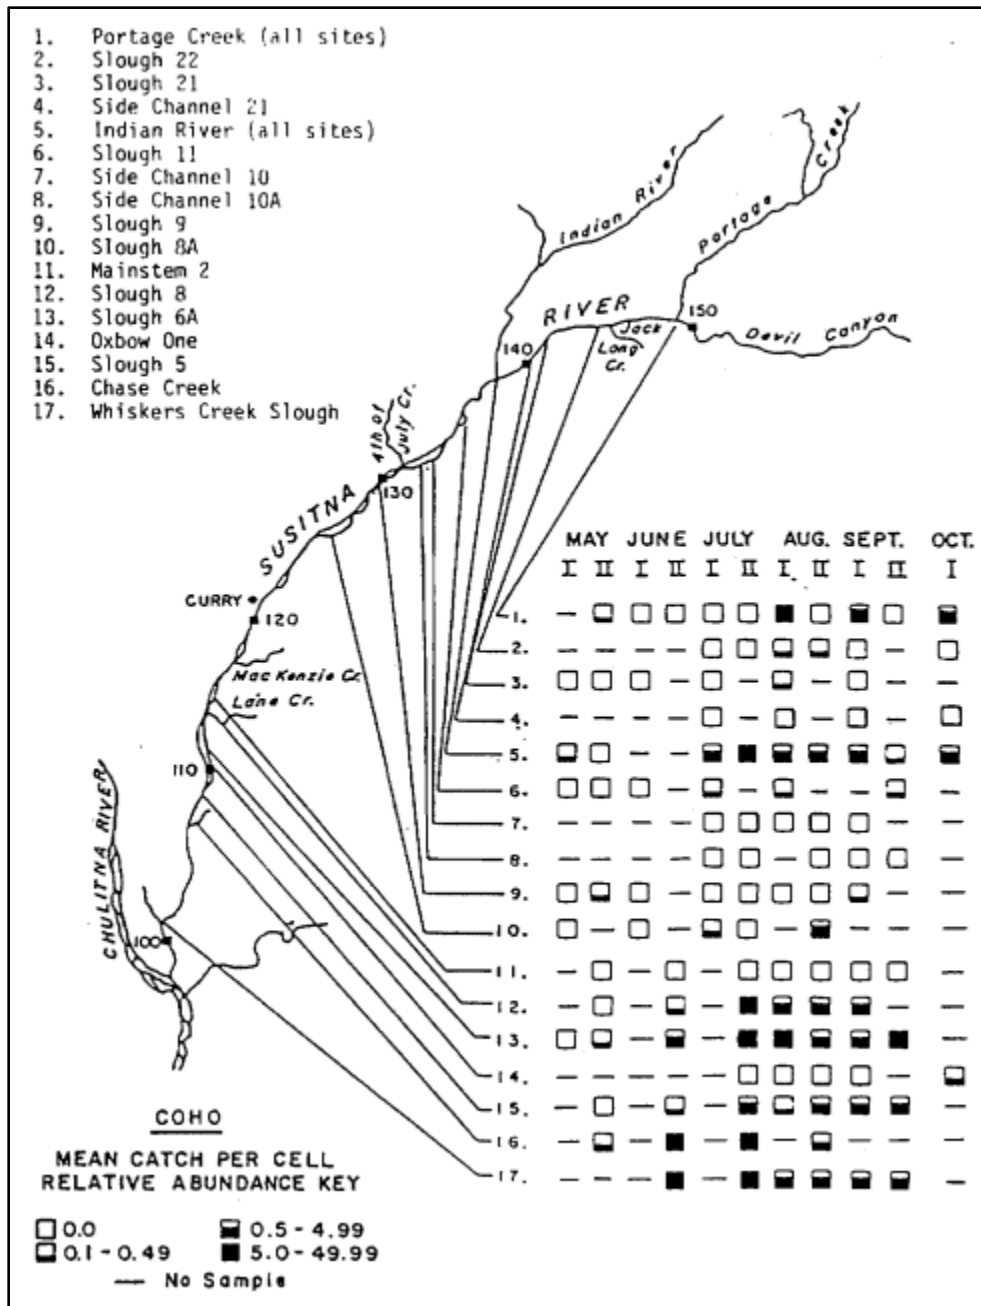 1. Portage Creek (all sites)
2. Slough 22
3. Slough 21
4. Side Channel 21
5. Indian River (all sites)
6. Slough 11
7. Side Channel 10
8. Side Channel 10A
9. Slough 9
10. Slough 8A
11. Mainstem 2
12. Slough 8
13. Slough 6A
14. Oxbow One
15. Slough 5
16. Chase Creek
17. Whiskers Creek Slough
Indian River
Portage Creek
RIVER
150
Jack
Long
Cr.
Devil Canyon
140
4th of
July Cr.
130
SUSITNA
CURRY
120
MacKenzie Cr.
Lane Cr.
110
CHULITNA RIVER
100
MAY JUNE JULY AUG. SEPT. OCT.
I II I II I II I II I II I
1.
2.
3.
4.
5.
6.
7.
8.
9.
10.
11.
12.
13.
14.
15.
16.
17.
COHO
MEAN CATCH PER CELL
RELATIVE ABUNDANCE KEY
0.0 0.5 - 4.99
0.1 - 0.49 5.0 - 49.99
— No Sample